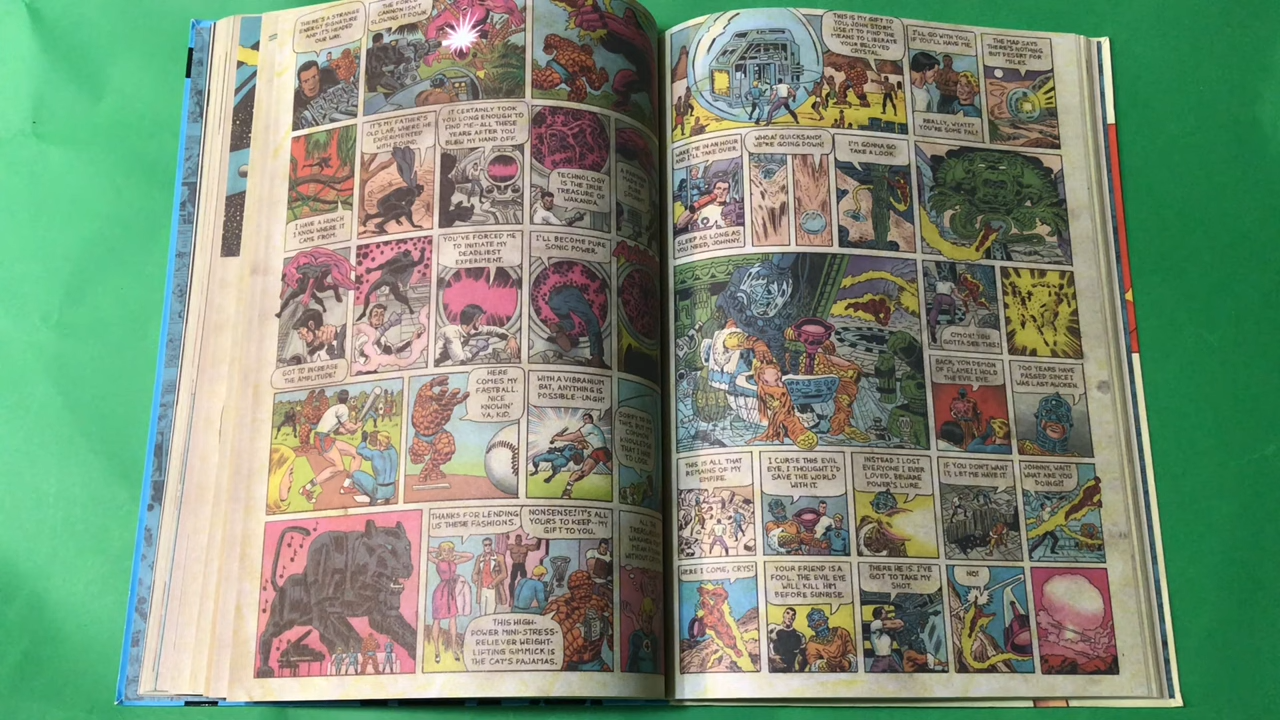 THERE'S A STRANGE
ENERGY SIGNATURE
AND IT'S HEADED
OUR WAY.
THE FORCE
CANNON ISN'T
SLOWING IT DOWN.
I HAVE A HUNCH
I KNOW WHERE IT
CAME FROM.
IT'S MY FATHER'S
OLD LAB, WHERE HE
EXPERIMENTED
WITH SOUND.
IT CERTAINLY TOOK
YOU LONG ENOUGH TO
FIND ME--ALL THESE
YEARS AFTER YOU
BLEW MY HAND OFF.
TECHNOLOGY
IS THE TRUE
TREASURE OF
WAKANDA.
GOT TO INCREASE
THE AMPLITUDE!
YOU'VE FORCED ME
TO INITIATE MY
DEADLIEST
EXPERIMENT.
I'LL BECOME PURE
SONIC POWER.
HERE
COMES MY
FASTBALL.
NICE
KNOWIN'
YA, KID.
WITH A VIBRANIUM
BAT, ANYTHING IS
POSSIBLE--UNGH!
THANKS FOR LENDING
US THESE FASHIONS.
NONSENSE! IT'S ALL
YOURS TO KEEP--MY
GIFT TO YOU.
THIS HIGH-
POWER MINI-STRESS-
RELIEVER WEIGHT-
LIFTING GIMMICK IS
THE CAT'S PAJAMAS.
THIS IS MY GIFT TO
YOU, JOHN STORM.
USE IT TO FIND THE
MEANS TO LIBERATE
YOUR BELOVED
CRYSTAL.
I'LL GO WITH YOU,
IF YOU'LL HAVE ME.
REALLY, WYATT?
YOU'RE SOME PAL!
THE MAP SAYS
THERE'S NOTHING
BUT DESERT FOR
MILES.
WAKE ME IN AN HOUR
AND I'LL TAKE OVER.
SLEEP AS LONG AS
YOU NEED, JOHNNY.
WHOA! QUICKSAND!
WE'RE GOING DOWN!
I'M GONNA GO
TAKE A LOOK.
C'MON! YOU
GOTTA SEE THIS!
BACK, YON DEMON
OF FLAME! I HOLD
THE EVIL EYE...
700 YEARS HAVE
PASSED SINCE I
WAS LAST AWOKEN.
THIS IS ALL THAT
REMAINS OF MY
EMPIRE.
I CURSE THIS EVIL
EYE, I THOUGHT I'D
SAVE THE WORLD
WITH IT.
INSTEAD I LOST
EVERYONE I EVER
LOVED. BEWARE
POWER'S LURE.
IF YOU DON'T WANT
IT, LET ME HAVE IT.
JOHNNY, WAIT!
WHAT ARE YOU
DOING?!
HERE I COME, CRYS!
YOUR FRIEND IS A
FOOL. THE EVIL EYE
WILL KILL HIM
BEFORE SUNRISE.
THERE HE IS. I'VE
GOT TO TAKE MY
SHOT.
NO!